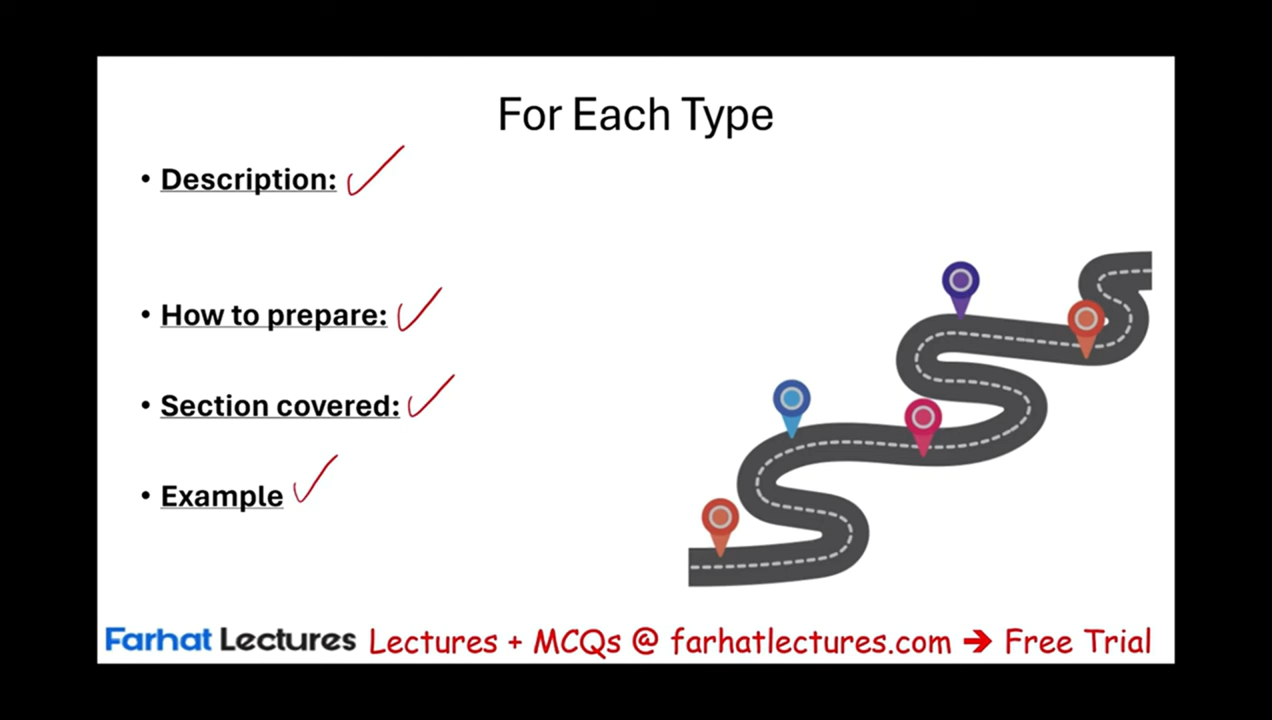 For Each Type
• Description:
• How to prepare:
• Section covered:
• Example
Farhat Lectures Lectures + MCQs @ farhatlectures.com ➔ Free Trial